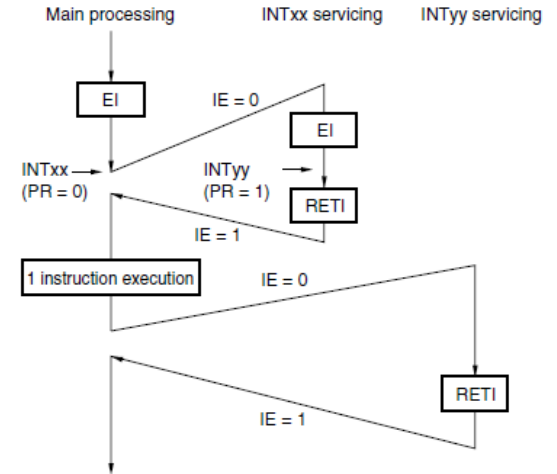 Main processing
INTxx servicing
INTyy servicing
EI
IE = 0
EI
INTxx
(PR = 0)
INTyy
(PR = 1)
RETI
IE = 1
1 instruction execution
IE = 0
RETI
IE = 1